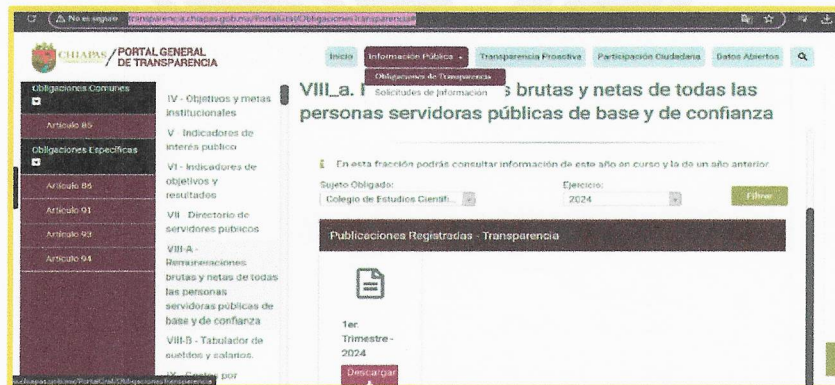 No es seguro transparencia.chiapas.gob.mx/PortalGral/ObligacionesTransparencia#
CHIAPAS / PORTAL GENERAL
DE TRANSPARENCIA
Inicio
Información Pública
Transparencia Proactiva
Participación Ciudadana
Datos Abiertos
Obligaciones de Transparencia
Solicitudes de Información
Obligaciones Comunes
Artículo 85
Obligaciones Específicas
Artículo 86
Artículo 91
Artículo 93
Artículo 94
IV - Objetivos y metas
institucionales
V - Indicadores de
interés público
VI - Indicadores de
objetivos y
resultados
VII - Directorio de
servidores públicos
VIII-A -
Remuneraciones
brutas y netas de todas
las personas
servidoras públicas de
base y de confianza
VIII-B - Tabulador de
sueldos y salarios.
por
VIII_a. brutas y netas de todas las
personas servidoras públicas de base y de confianza
En esta fracción podrás consultar información de este año en curso y la de un año anterior
Sujeto Obligado:
Colegio de Estudios Científi...
Ejercicio:
2024
Filtrar
Publicaciones Registradas - Transparencia
1er.
Trimestre -
2024
Descargar